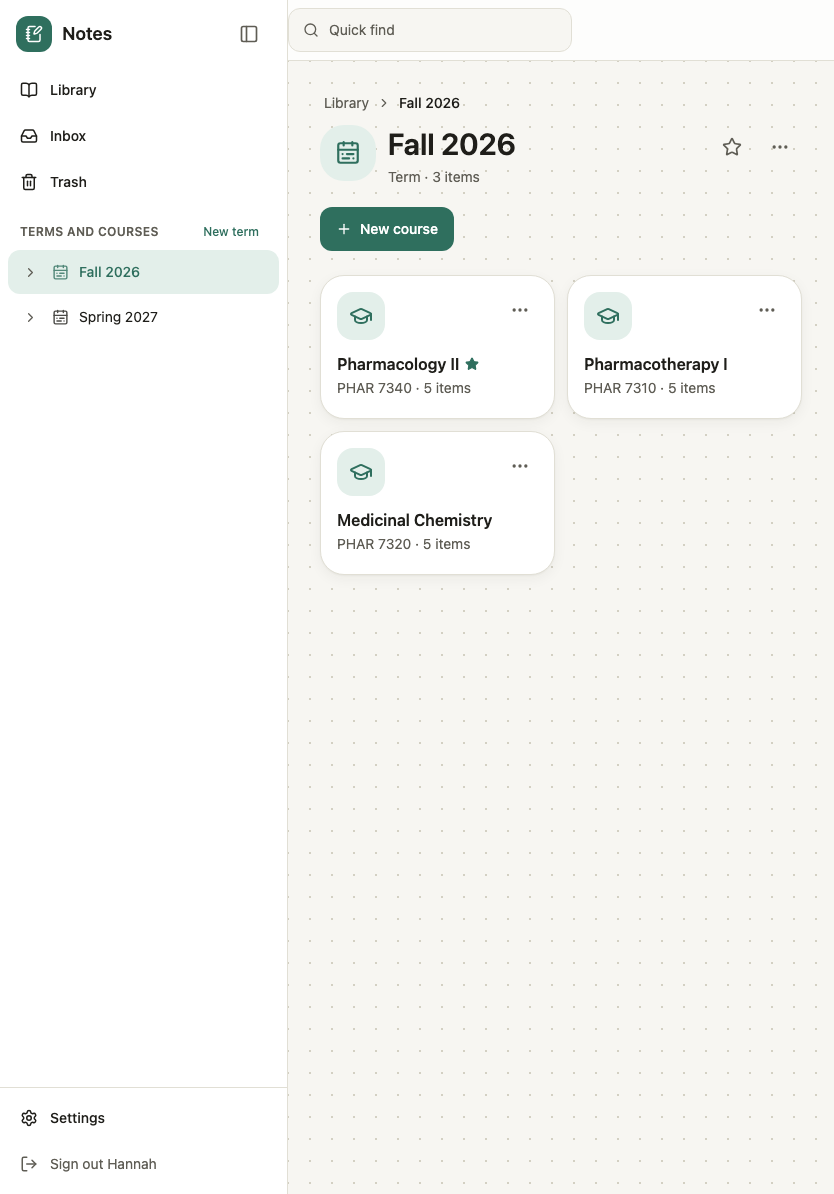 Notes
Library
Inbox
Trash
TERMS AND COURSES
New term
Fall 2026
Spring 2027
Settings
Sign out Hannah
Quick find
Library > Fall 2026
Fall 2026
Term · 3 items
New course
Pharmacology II
PHAR 7340 · 5 items
Pharmacotherapy I
PHAR 7310 · 5 items
Medicinal Chemistry
PHAR 7320 · 5 items